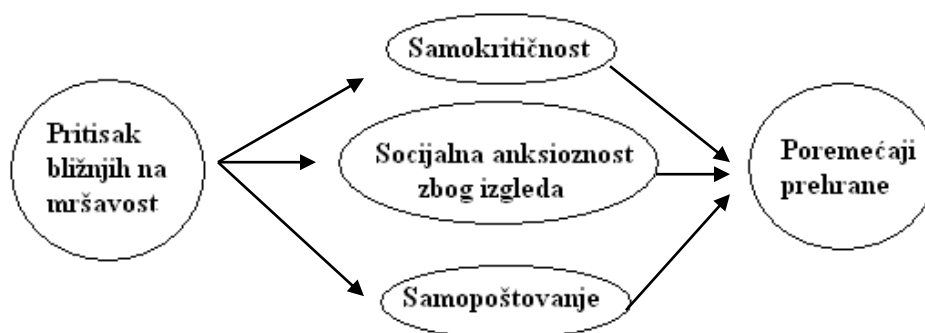 Samokritičnost
Pritisak
bližnjih na
mršavost
Socijalna anksioznost
zbog izgleda
Poremećaji
prehrane
Samopoštovanje